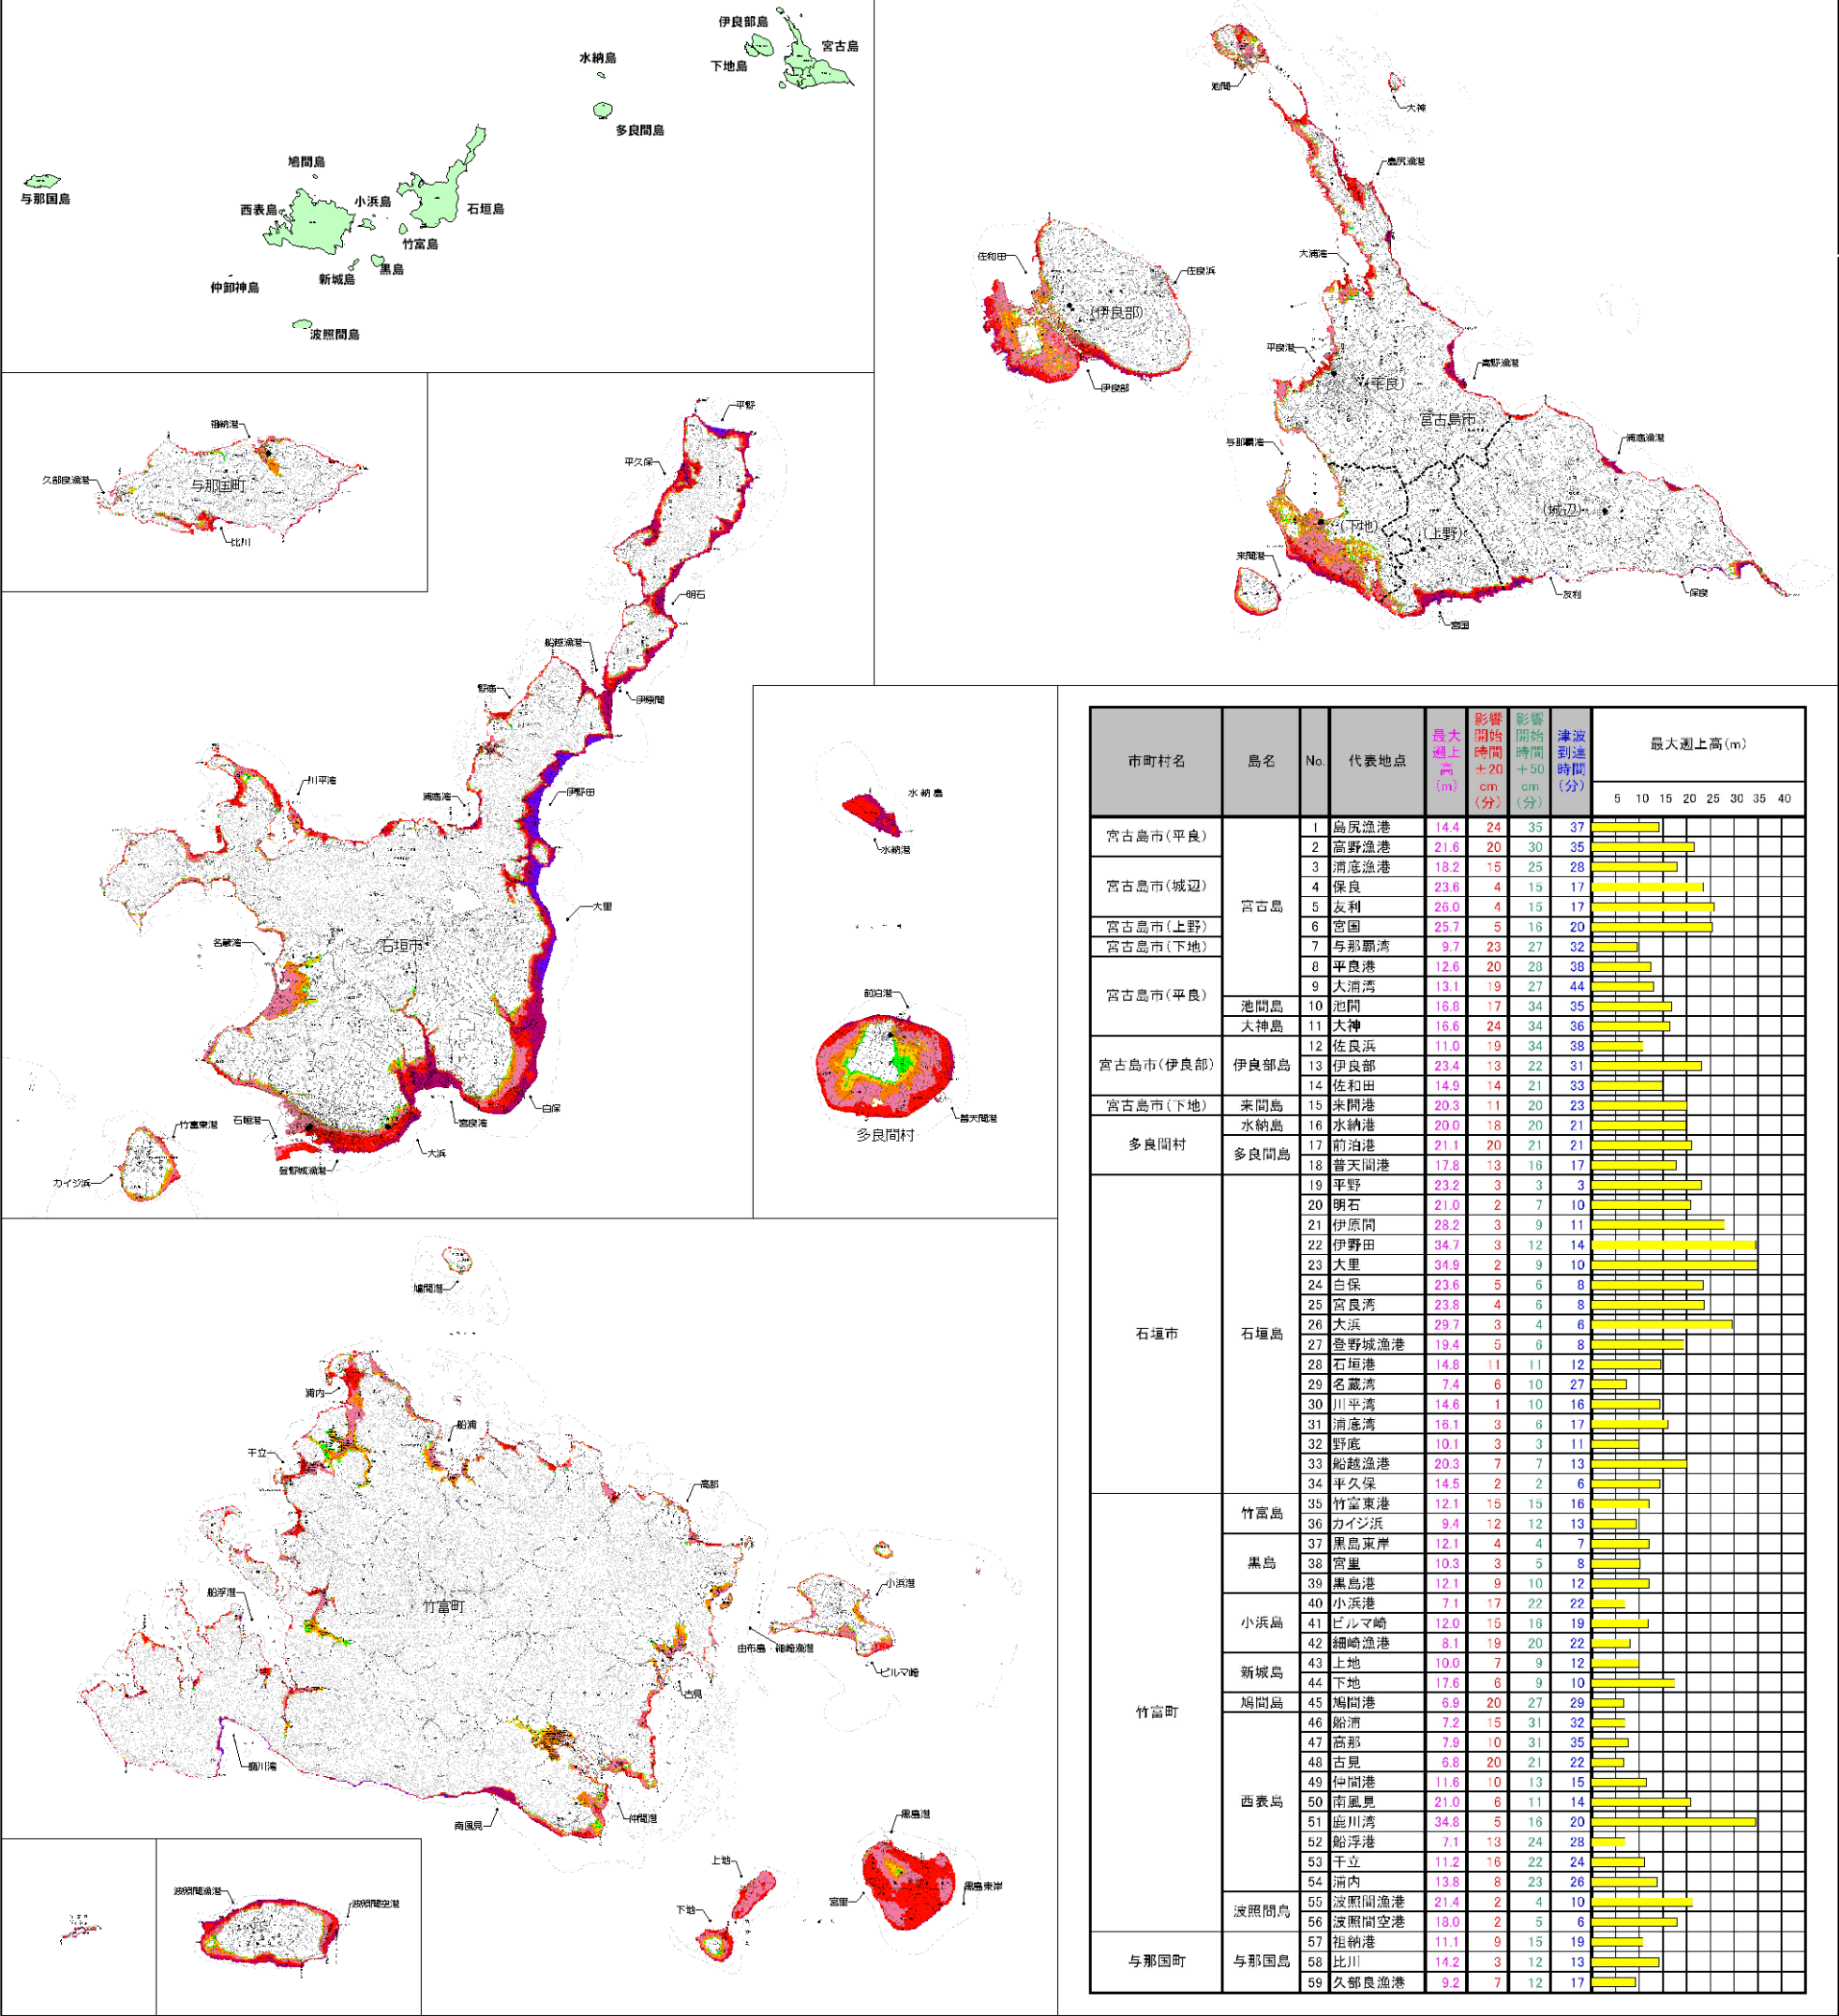 伊良部島
宮古島
下地島
水納島
多良間島
鳩間島
与那国島
西表島
小浜島
石垣島
竹富島
新城島
黒島
仲御神島
波照間島
池間
大神
島尻漁港
大浦湾
佐和田
佐良浜
(伊良部)
伊良部
平良港
(平良)
高野漁港
宮古島市
与那覇湾
浦底漁港
(城辺)
(下地)
(上野)
来間港
友利
保良
宮国
祖納港
久部良漁港
与那国町
比川
平野
平久保
明石
船越漁港
伊原間
野底
川平湾
浦底湾
伊野田
大里
名蔵湾
石垣市
白保
宮良湾
石垣港
大浜
登野城漁港
竹富東港
カイジ浜
水納島
水納港
前泊港
普天間港
多良間村
鳩間港
浦内
船浦
干立
高那
船浮港
竹富町
小浜港
由布島・細崎漁港
ビルマ崎
古見
鹿川湾
南風見
仲間港
上地
下地
黒島港
宮里
黒島東岸
波照間漁港
波照間空港
市町村名 島名 No. 代表地点 最大遡上高(m) 影響開始時間±20cm(分) 影響開始時間+50cm(分) 津波到達時間(分) 最大遡上高(m)
5 10 15 20 25 30 35 40
宮古島市(平良) 宮古島 1 島尻漁港 14.4 24 35 37
2 高野漁港 21.6 20 30 35
宮古島市(城辺) 3 浦底漁港 18.2 15 25 28
4 保良 23.6 4 15 17
5 友利 26.0 4 15 17
宮古島市(上野) 6 宮国 25.7 5 16 20
宮古島市(下地) 7 与那覇湾 9.7 23 27 32
宮古島市(平良) 8 平良港 12.6 20 28 38
9 大浦湾 13.1 19 27 44
池間島 10 池間 16.8 17 34 35
大神島 11 大神 16.6 24 34 36
宮古島市(伊良部) 伊良部島 12 佐良浜 11.0 19 34 38
13 伊良部 23.4 13 22 31
14 佐和田 14.9 14 21 33
宮古島市(下地) 来間島 15 来間港 20.3 11 20 23
多良間村 水納島 16 水納港 20.0 18 20 21
多良間島 17 前泊港 21.1 20 21 21
18 普天間港 17.8 13 16 17
石垣市 石垣島 19 平野 23.2 3 3 3
20 明石 21.0 2 7 10
21 伊原間 28.2 3 9 11
22 伊野田 34.7 3 12 14
23 大里 34.9 2 9 10
24 白保 23.6 5 6 8
25 宮良湾 23.8 4 6 8
26 大浜 29.7 3 4 6
27 登野城漁港 19.4 5 6 8
28 石垣港 14.8 11 11 12
29 名蔵湾 7.4 6 10 27
30 川平湾 14.6 1 10 16
31 浦底湾 16.1 3 6 17
32 野底 10.1 3 3 11
33 船越漁港 20.3 7 7 13
34 平久保 14.5 2 2 6
竹富町 竹富島 35 竹富東港 12.1 15 15 16
36 カイジ浜 9.4 12 12 13
黒島 37 黒島東岸 12.1 4 4 7
38 宮里 10.3 3 5 8
39 黒島港 12.1 9 10 12
小浜島 40 小浜港 7.1 17 22 22
41 ビルマ崎 12.0 15 16 19
42 細崎漁港 8.1 19 20 22
新城島 43 上地 10.0 7 9 12
44 下地 17.6 6 9 10
鳩間島 45 鳩間港 6.9 20 27 29
西表島 46 船浦 7.2 15 31 32
47 高那 7.9 10 31 35
48 古見 6.8 20 21 22
49 仲間港 11.6 10 13 15
50 南風見 21.0 6 11 14
51 鹿川湾 34.8 5 16 20
52 船浮港 7.1 13 24 28
53 干立 11.2 16 22 24
54 浦内 13.8 8 23 26
波照間島 55 波照間漁港 21.4 2 4 10
56 波照間空港 18.0 2 5 6
与那国町 与那国島 57 祖納港 11.1 9 15 19
58 比川 14.2 3 12 13
59 久部良漁港 9.2 7 12 17